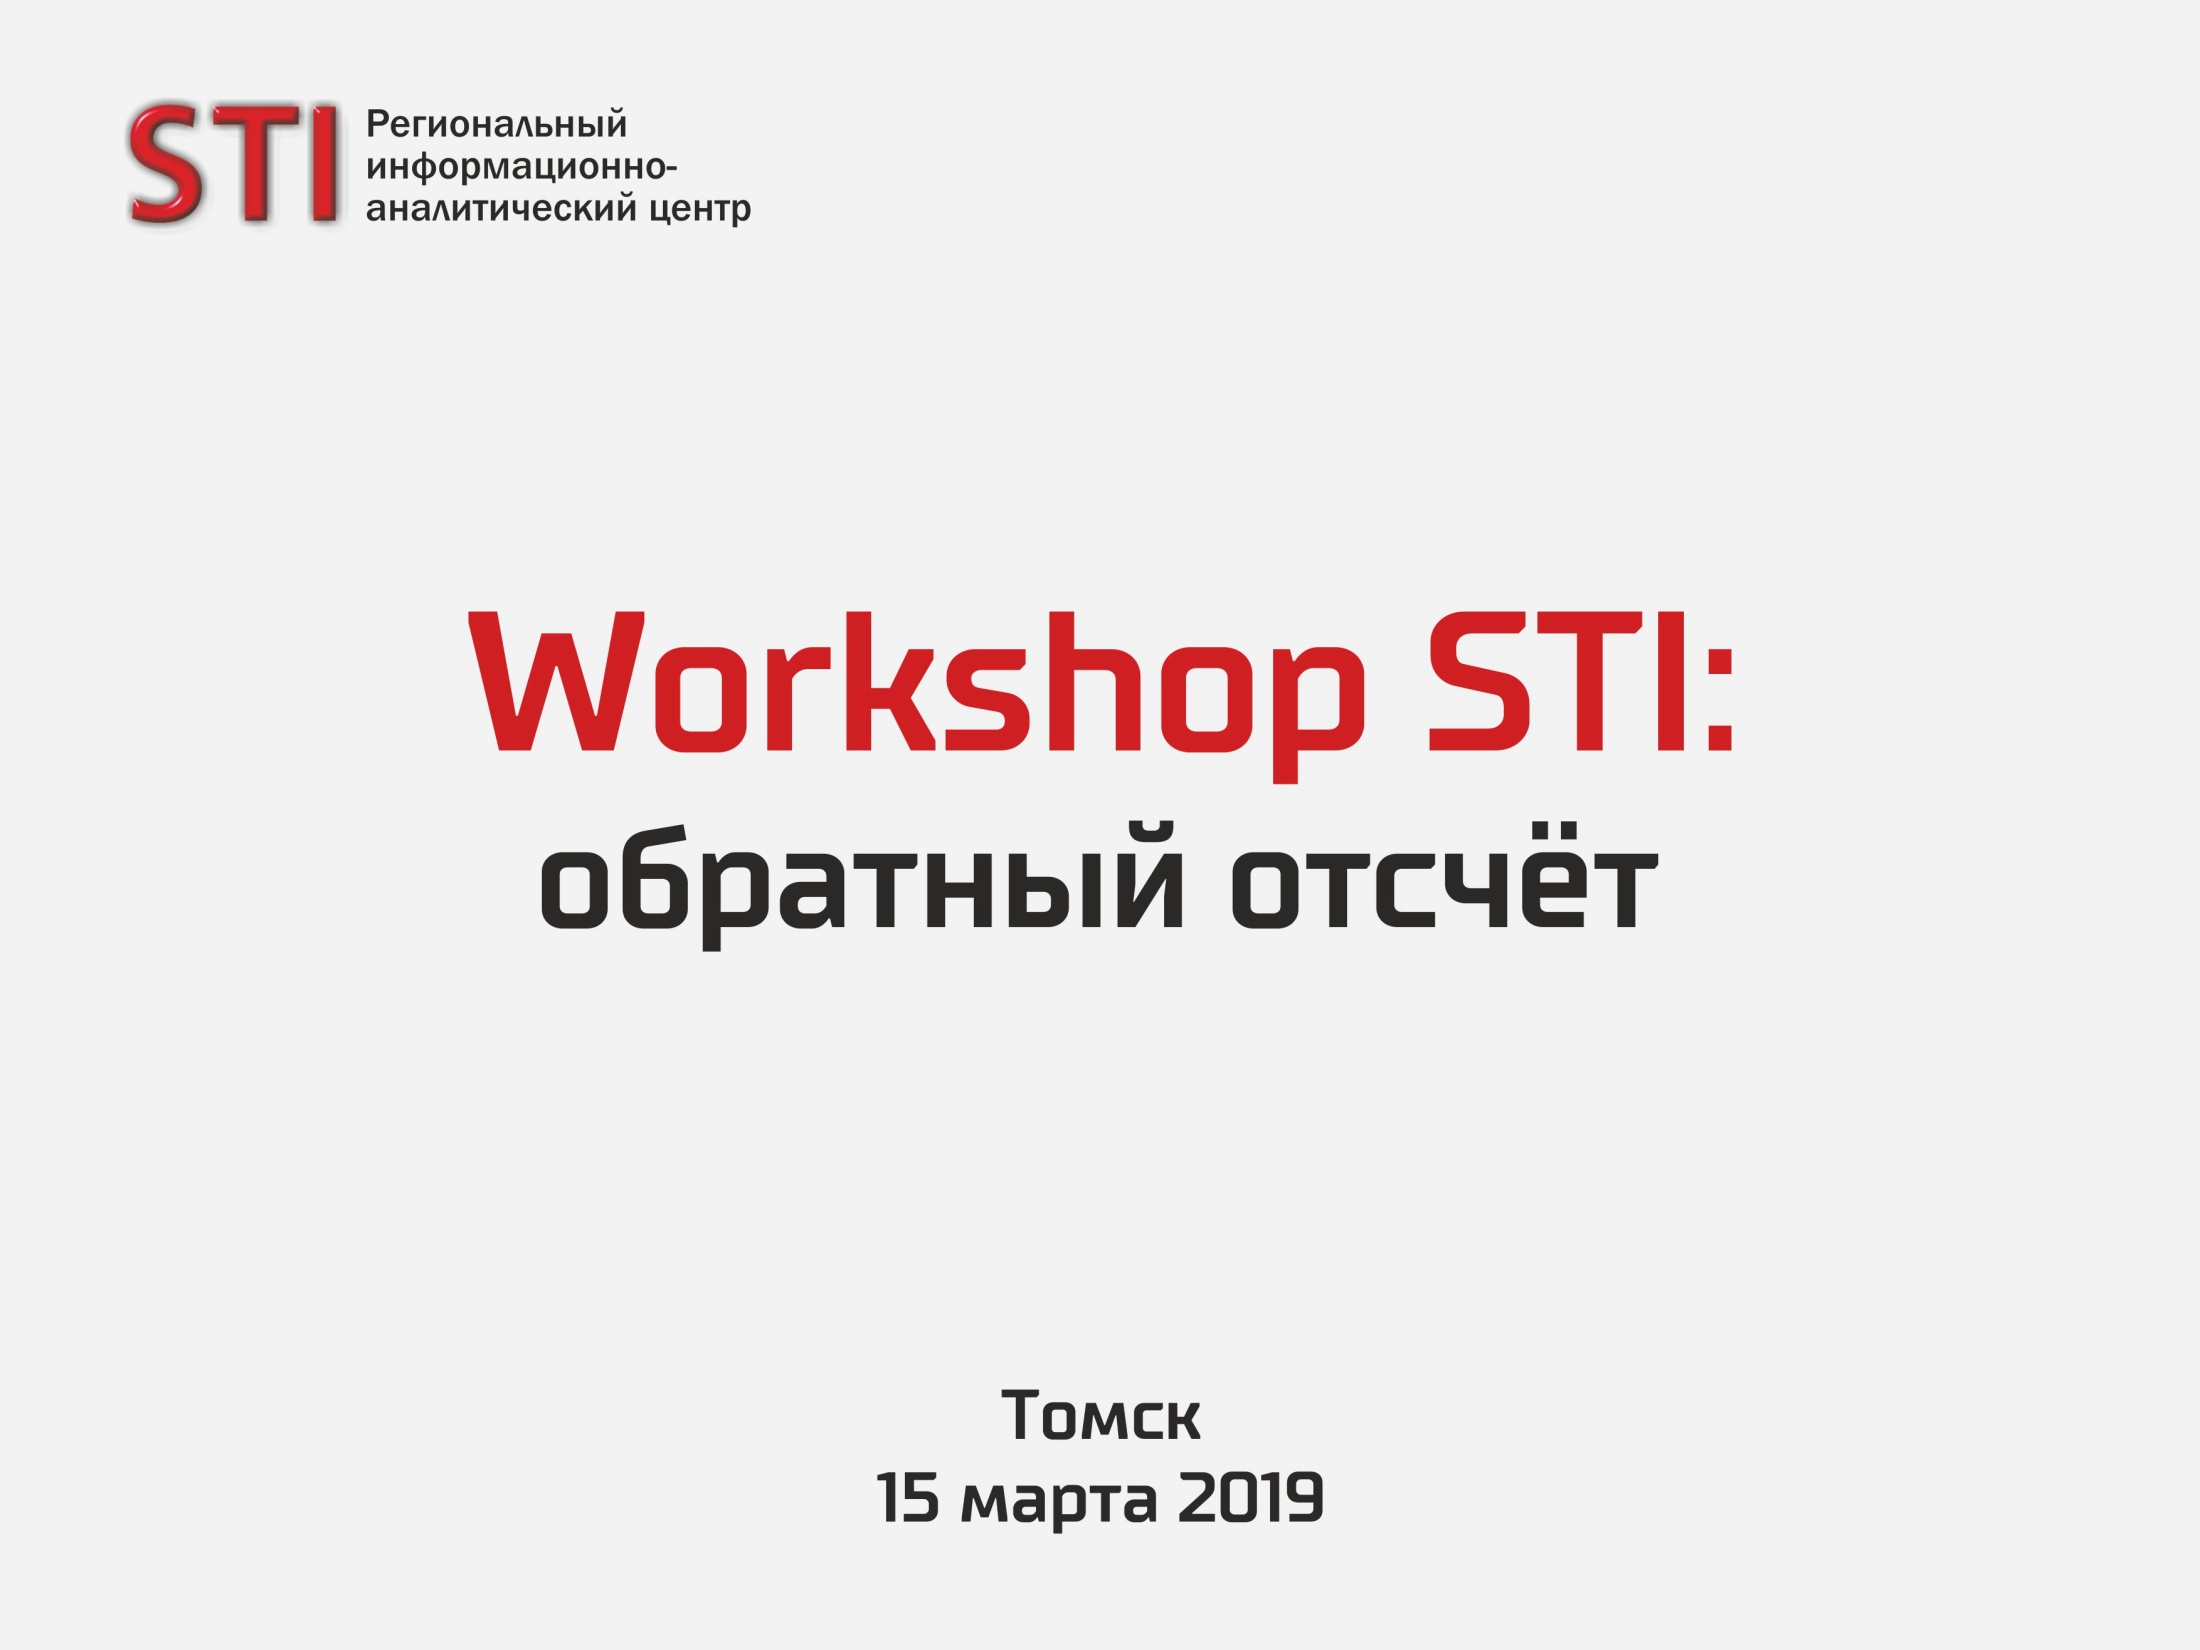 STI
Региональный
информационно-
аналитический центр
Workshop STI:
обратный отсчёт
Томск
15 марта 2019